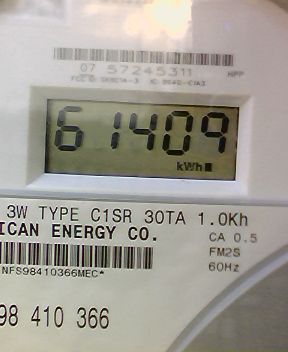 07 57245311 HPP
61409
kWh
3W TYPE C1SR 30TA 1.0Kh
ICAN ENERGY CO.
CA 0.5
FM2S
60Hz
NFS98410366MEC*
98 410 366